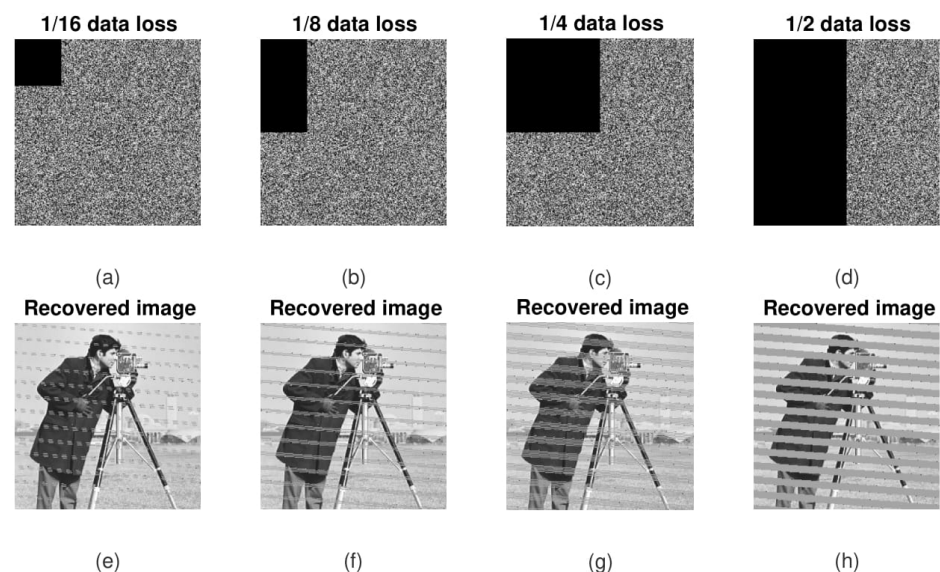 1/16 data loss
1/8 data loss
1/4 data loss
1/2 data loss
(a)
(b)
(c)
(d)
Recovered image
Recovered image
Recovered image
Recovered image
(e)
(f)
(g)
(h)